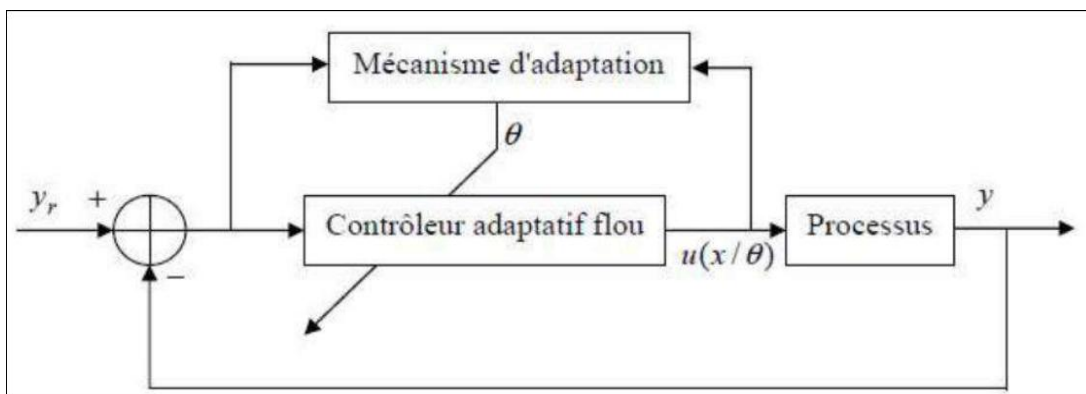 Mécanisme d'adaptation
θ
y_r +
Contrôleur adaptatif flou
u(x/θ)
Processus
y
−